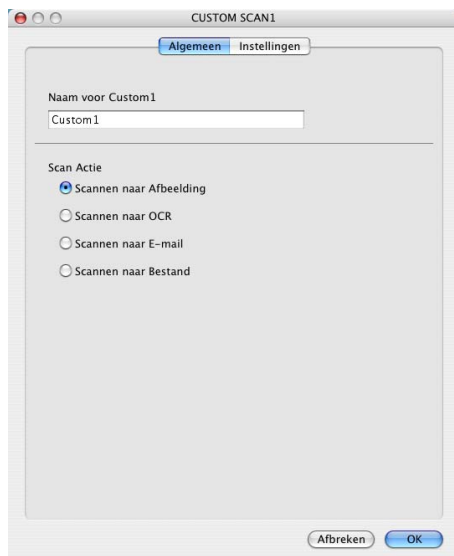 CUSTOM SCAN1
Algemeen Instellingen
Naam voor Custom1
Custom1
Scan Actie
Scannen naar Afbeelding
Scannen naar OCR
Scannen naar E-mail
Scannen naar Bestand
Afbreken OK